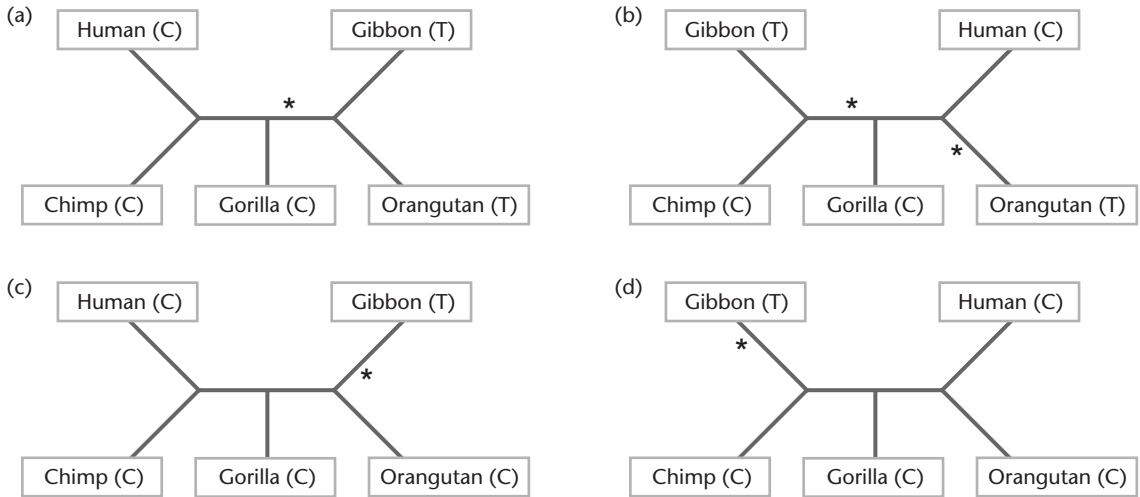 (a)
Human (C)
Gibbon (T)
*
Chimp (C)
Gorilla (C)
Orangutan (T)
(b)
Gibbon (T)
Human (C)
*
*
Chimp (C)
Gorilla (C)
Orangutan (T)
(c)
Human (C)
Gibbon (T)
*
Chimp (C)
Gorilla (C)
Orangutan (C)
(d)
Gibbon (T)
Human (C)
*
Chimp (C)
Gorilla (C)
Orangutan (C)